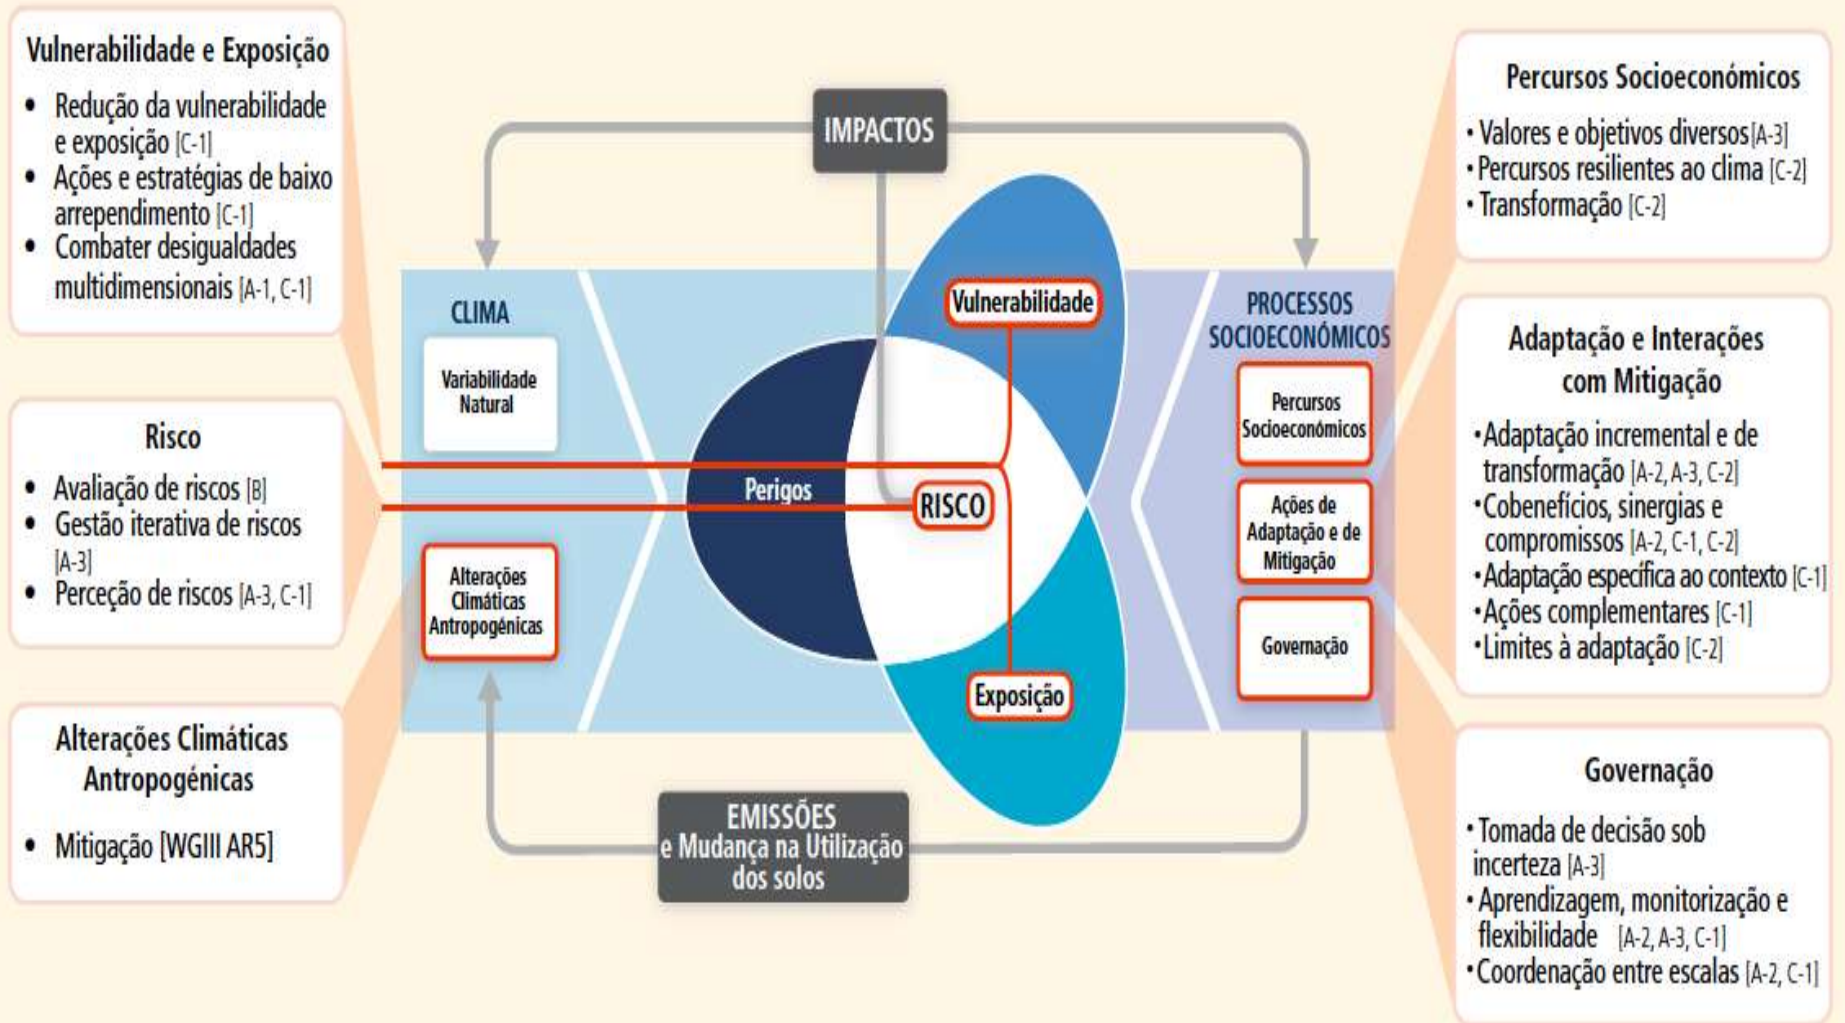 Vulnerabilidade e Exposição
• Redução da vulnerabilidade
e exposição [C-1]
• Ações e estratégias de baixo
arrependimento [C-1]
• Combater desigualdades
multidimensionais [A-1, C-1]
Risco
• Avaliação de riscos [B]
• Gestão iterativa de riscos
[A-3]
• Perceção de riscos [A-3, C-1]
Alterações Climáticas
Antropogénicas
• Mitigação [WGIII AR5]
IMPACTOS
CLIMA
Variabilidade
Natural
Alterações
Climáticas
Antropogénicas
Vulnerabilidade
Perigos
RISCO
Exposição
PROCESSOS
SOCIOECONÓMICOS
Percursos
Socioeconómicos
Ações de
Adaptação e de
Mitigação
Governação
EMISSÕES
e Mudança na Utilização
dos solos
Percursos Socioeconómicos
• Valores e objetivos diversos[A-3]
• Percursos resilientes ao clima [C-2]
• Transformação [C-2]
Adaptação e Interações
com Mitigação
•Adaptação incremental e de
transformação [A-2, A-3, C-2]
•Cobenefícios, sinergias e
compromissos [A-2, C-1, C-2]
•Adaptação específica ao contexto [C-1]
•Ações complementares [C-1]
•Limites à adaptação [C-2]
Governação
• Tomada de decisão sob
incerteza [A-3]
• Aprendizagem, monitorização e
flexibilidade [A-2, A-3, C-1]
•Coordenação entre escalas [A-2, C-1]